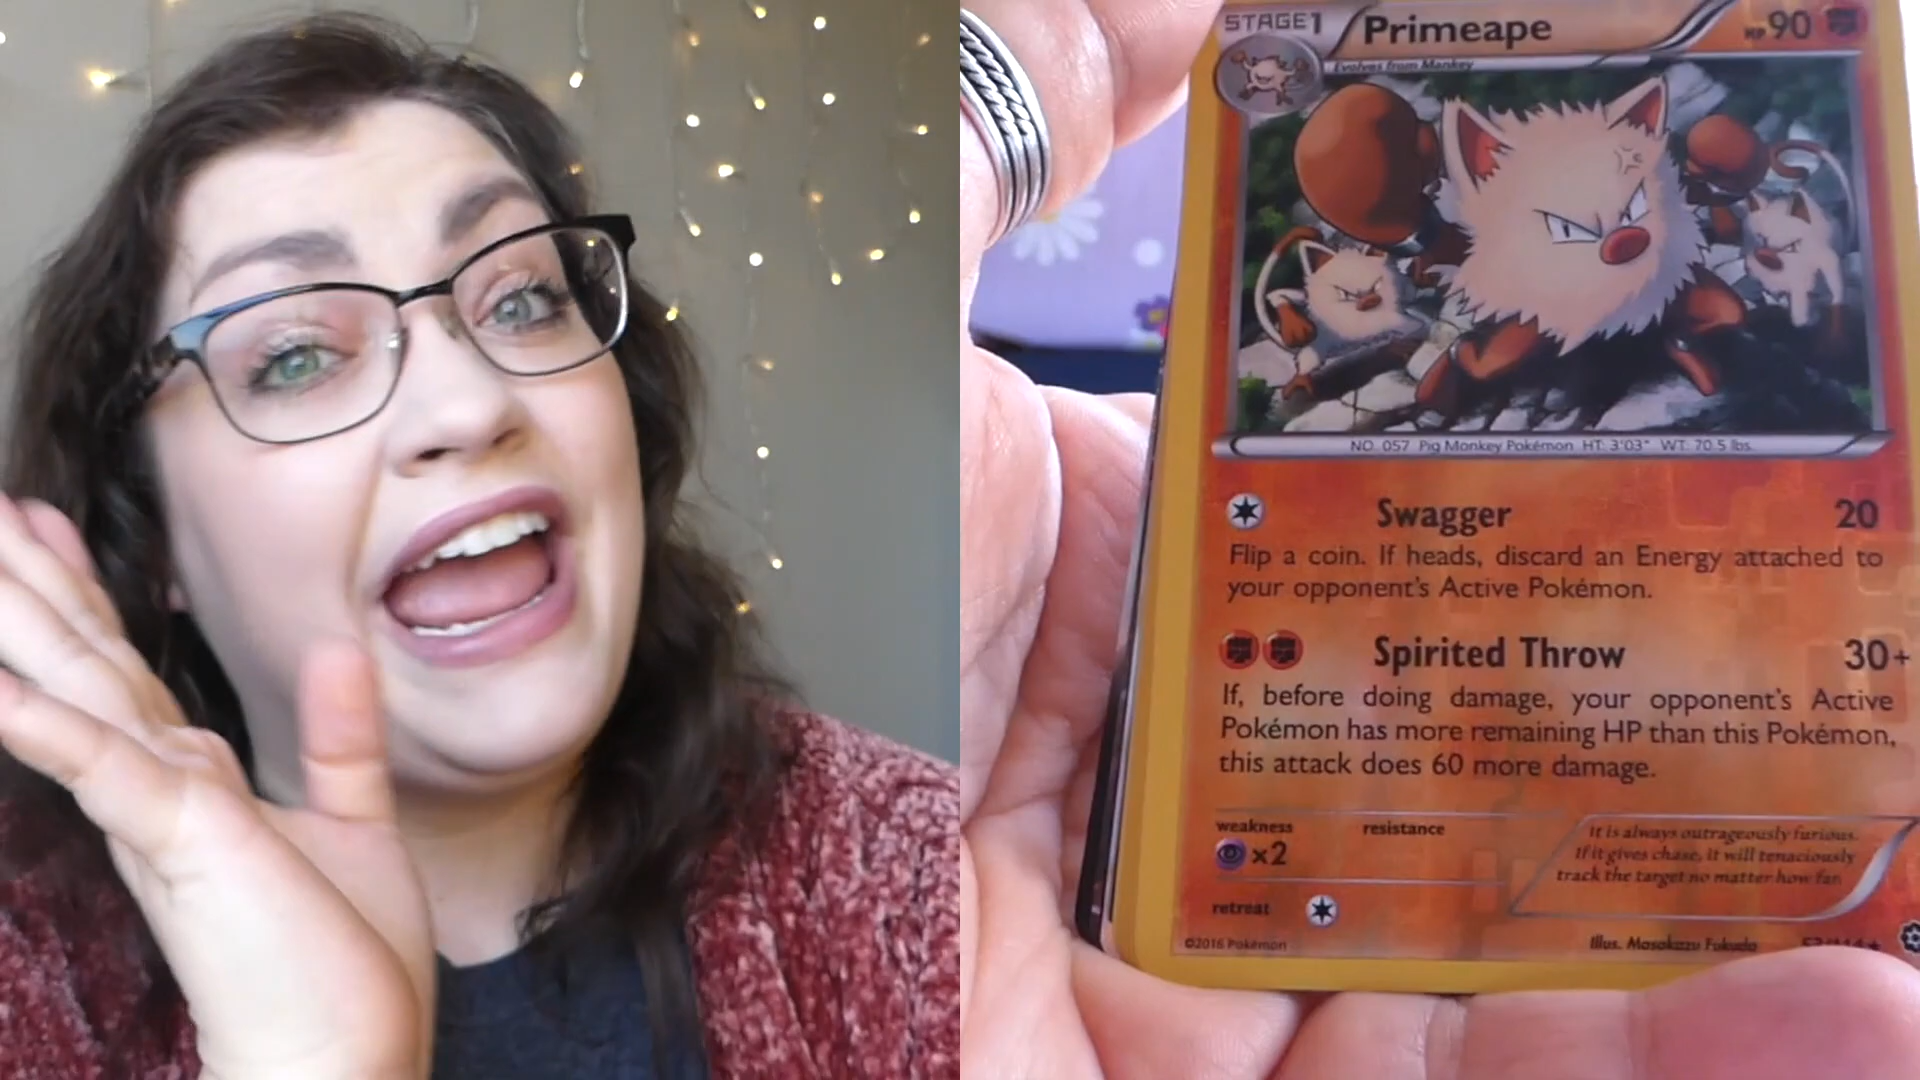 STAGE1 Primeape HP90
Evolves from Mankey
NO. 057 Pig Monkey Pokémon HT: 3'03" WT: 70.5 lbs.
Swagger 20
Flip a coin. If heads, discard an Energy attached to
your opponent's Active Pokémon.
Spirited Throw 30+
If, before doing damage, your opponent's Active
Pokémon has more remaining HP than this Pokémon,
this attack does 60 more damage.
weakness resistance
×2
It is always outrageously furious.
If it gives chase, it will tenaciously
track the target no matter how far.
retreat
©2016 Pokémon
Illus. Masakazu Fukuda